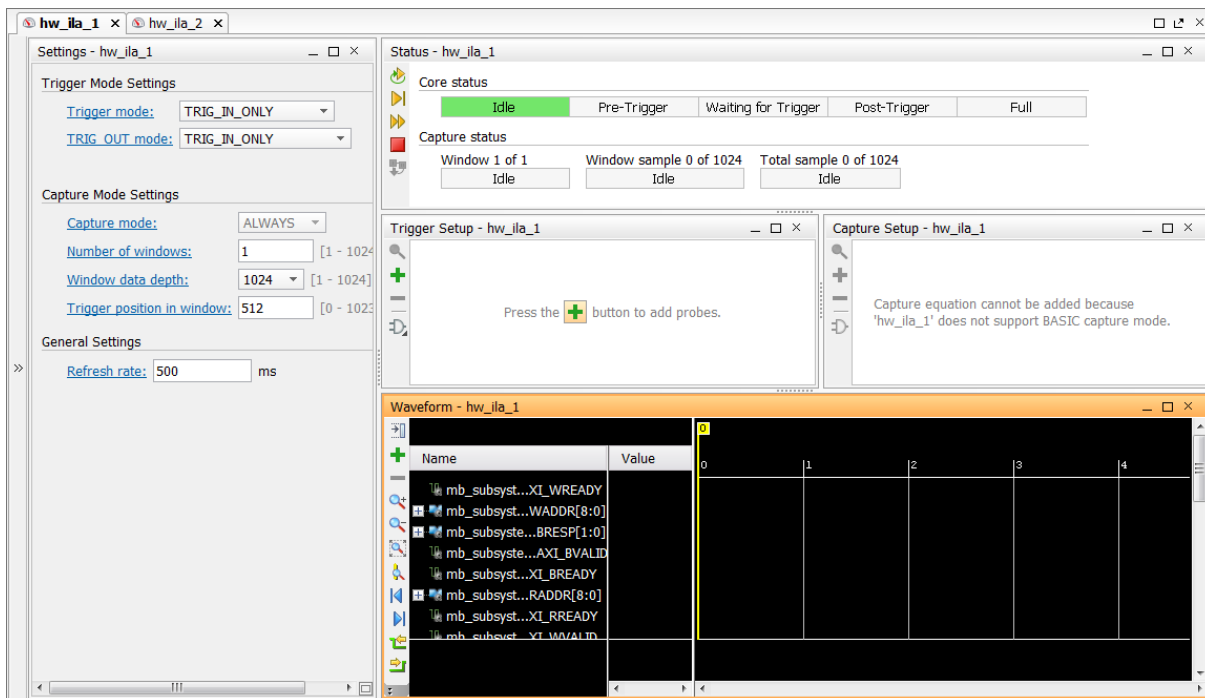 hw_ila_1
hw_ila_2
Settings - hw_ila_1
Trigger Mode Settings
Trigger mode: TRIG_IN_ONLY
TRIG_OUT mode: TRIG_IN_ONLY
Capture Mode Settings
Capture mode: ALWAYS
Number of windows: 1 [1 - 1024
Window data depth: 1024 [1 - 1024]
Trigger position in window: 512 [0 - 1023
General Settings
Refresh rate: 500 ms
Status - hw_ila_1
Core status
Idle Pre-Trigger Waiting for Trigger Post-Trigger Full
Capture status
Window 1 of 1 Window sample 0 of 1024 Total sample 0 of 1024
Idle Idle Idle
Trigger Setup - hw_ila_1
Press the + button to add probes.
Capture Setup - hw_ila_1
Capture equation cannot be added because
'hw_ila_1' does not support BASIC capture mode.
Waveform - hw_ila_1
Name Value
0
0 1 2 3 4
mb_subsyst...XI_WREADY
mb_subsyst...WADDR[8:0]
mb_subsyste...BRESP[1:0]
mb_subsyste...AXI_BVALID
mb_subsyst...XI_BREADY
mb_subsyst...RADDR[8:0]
mb_subsyst...XI_RREADY
mb_subsyst...XI_WVALID